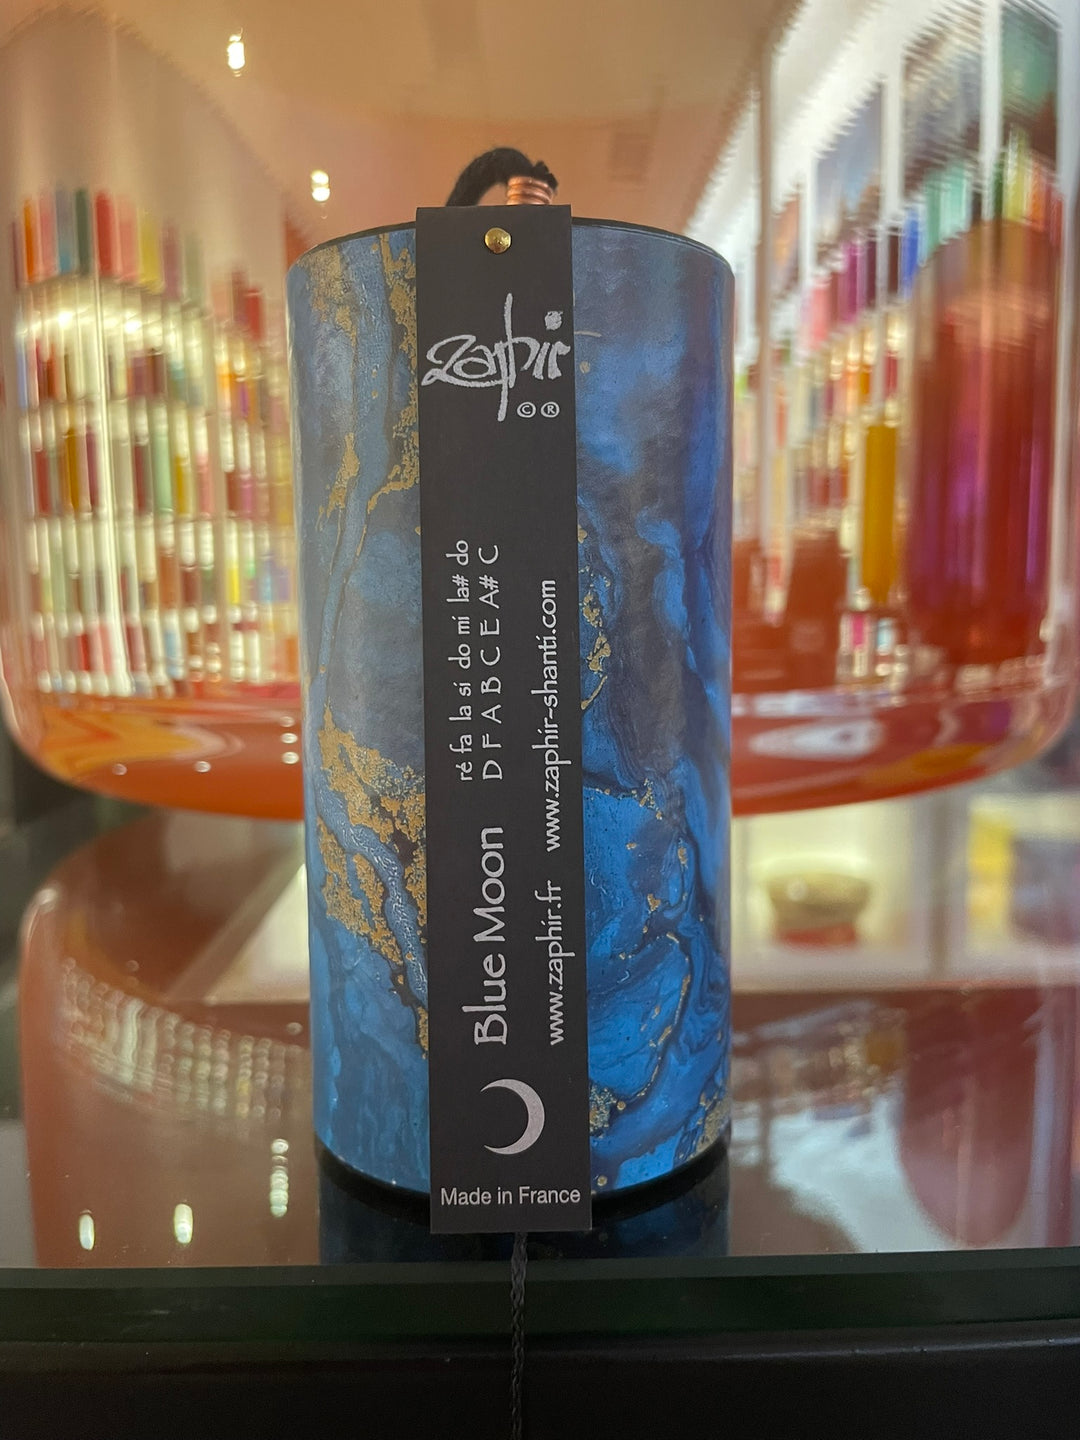 zaphir
© ®
ré fa la si do mi la# do
D F A B C E A# C
Blue Moon
www.zaphir.fr www.zaphir-shanti.com
Made in France